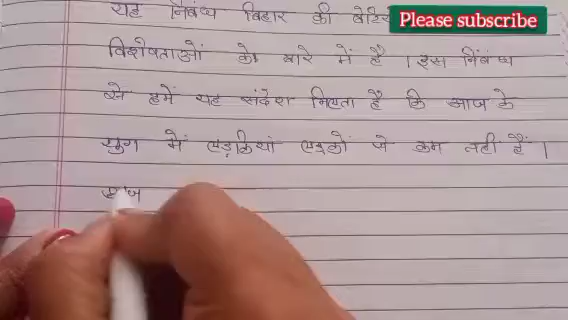 यह निबंध बिहार की
Please subscribe
विशेषताओं के बारे में है । इस निबंध
से हमें यह संदेश मिलता है कि आज के
युग में लड़कियां लड़कों से कम नहीं हैं ।